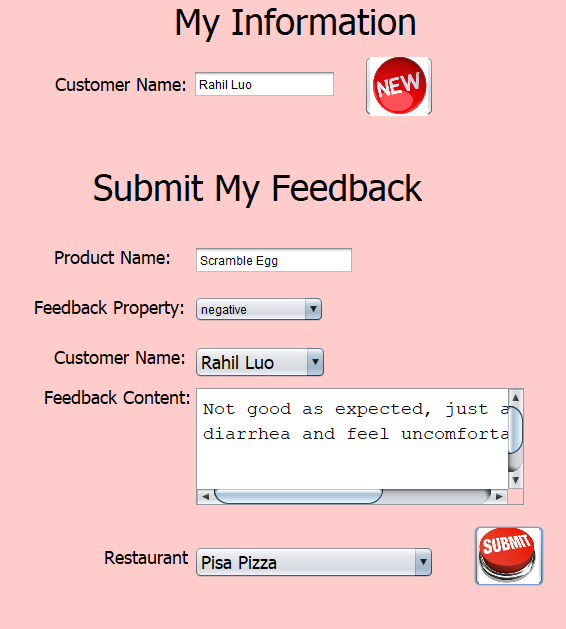 My Information
Customer Name: Rahil Luo
NEW
Submit My Feedback
Product Name: Scramble Egg
Feedback Property: negative
Customer Name: Rahil Luo
Feedback Content:
Not good as expected, just
diarrhea and feel
Restaurant Pisa Pizza
SUBMIT